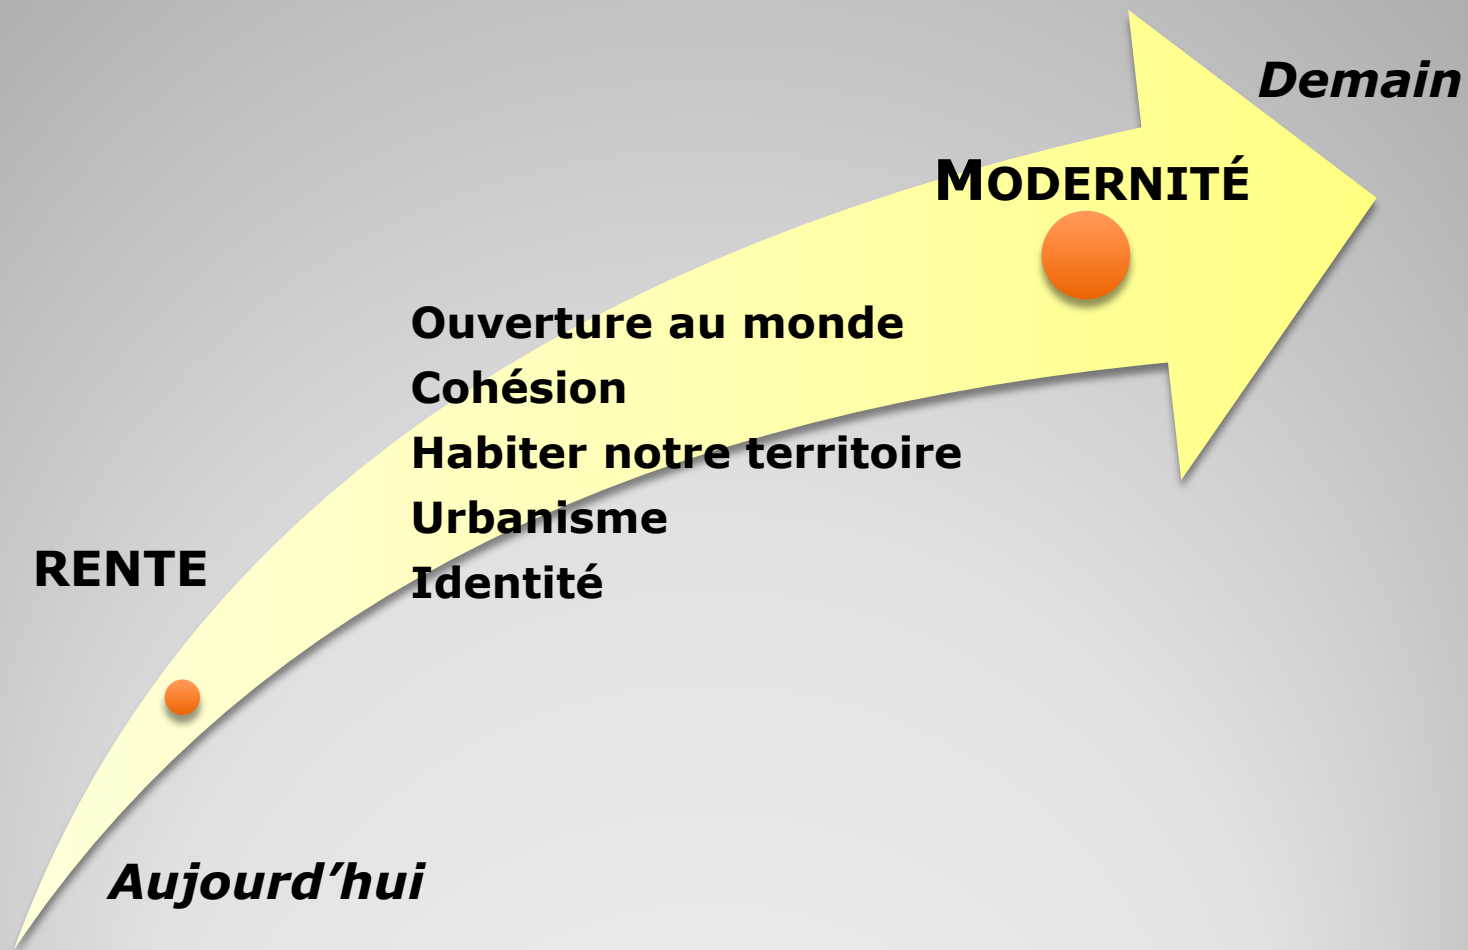 Demain
MODERNITÉ
Ouverture au monde
Cohésion
Habiter notre territoire
Urbanisme
Identité
RENTE
Aujourd’hui